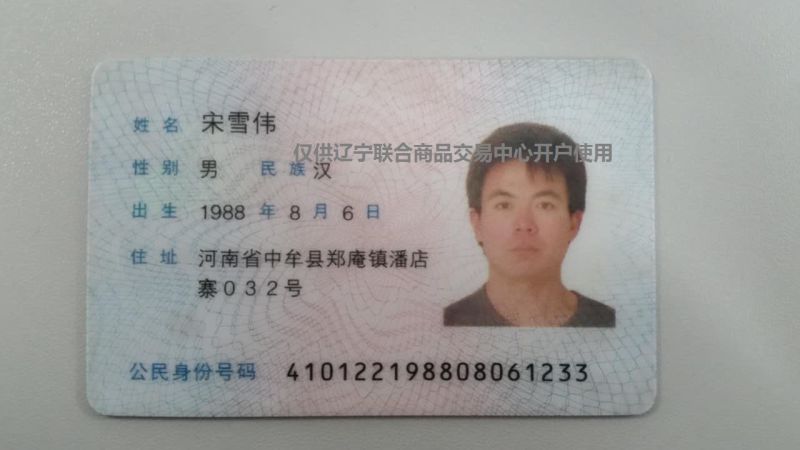 姓名 宋雪伟
仅供辽宁联合商品交易中心开户使用
性别 男 民族 汉
出生 1988 年 8 月 6 日
住址 河南省中牟县郑庵镇潘店
寨032号
公民身份号码 410122198808061233